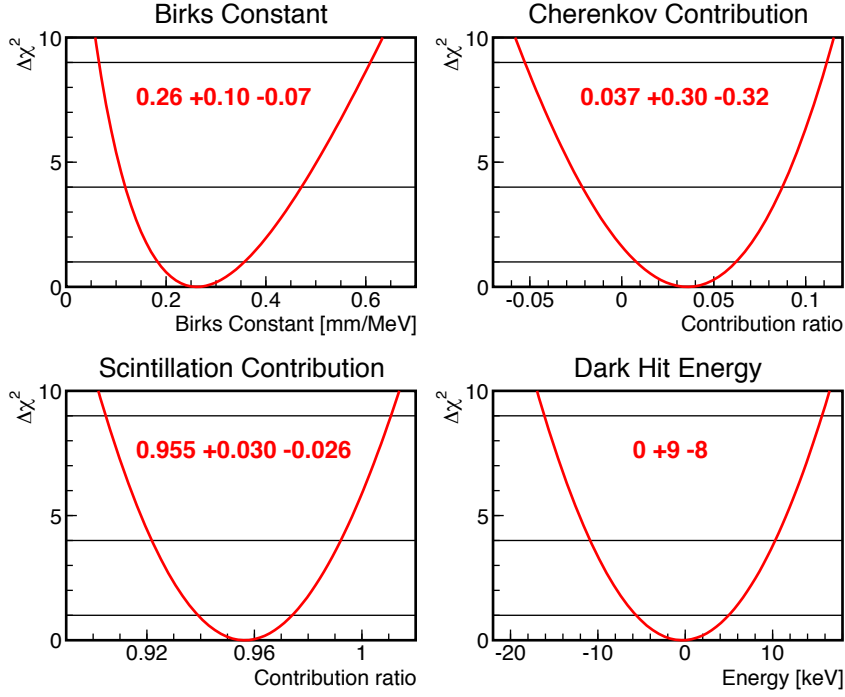 Birks Constant
Δχ²
10
5
0
0.26 +0.10 -0.07
0 0.2 0.4 0.6
Birks Constant [mm/MeV]
Cherenkov Contribution
Δχ²
10
5
0
0.037 +0.30 -0.32
-0.05 0 0.05 0.1
Contribution ratio
Scintillation Contribution
Δχ²
10
5
0
0.955 +0.030 -0.026
0.92 0.96 1
Contribution ratio
Dark Hit Energy
Δχ²
10
5
0
0 +9 -8
-20 -10 0 10
Energy [keV]